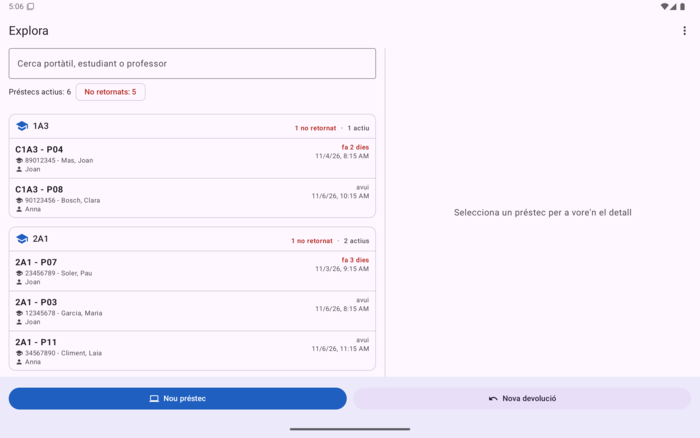 5:06
Explora
Cerca portàtil, estudiant o professor
Préstecs actius: 6
No retornats: 5
1A3
1 no retornat · 1 actiu
C1A3 - P04
fa 2 dies
89012345 - Mas, Joan
11/4/26, 8:15 AM
Joan
C1A3 - P08
avui
90123456 - Bosch, Clara
11/6/26, 10:15 AM
Anna
2A1
1 no retornat · 2 actius
2A1 - P07
fa 3 dies
23456789 - Soler, Pau
11/3/26, 9:15 AM
Joan
2A1 - P03
avui
12345678 - Garcia, Maria
11/6/26, 8:15 AM
Joan
2A1 - P11
avui
34567890 - Climent, Laia
11/6/26, 11:15 AM
Anna
Selecciona un préstec per a vore'n el detall
Nou préstec
Nova devolució